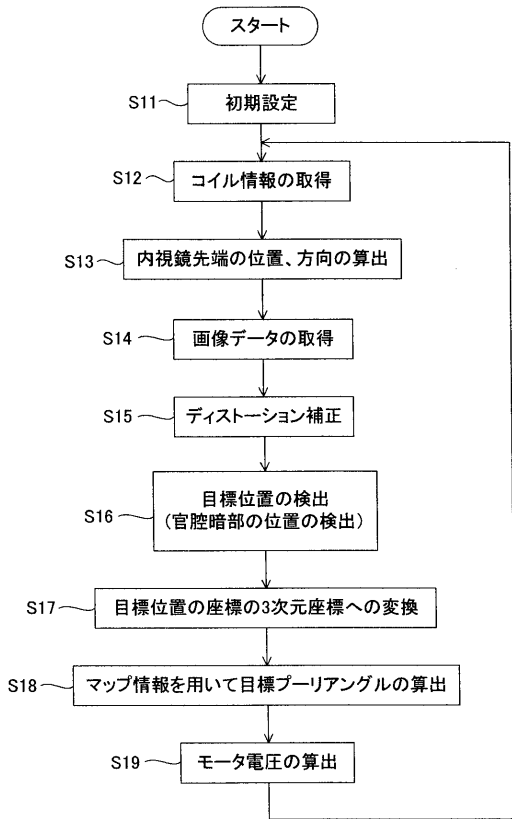 スタート
S11
初期設定
S12
コイル情報の取得
S13
内視鏡先端の位置、方向の算出
S14
画像データの取得
S15
ディストーション補正
S16
目標位置の検出
(官腔暗部の位置の検出)
S17
目標位置の座標の3次元座標への変換
S18
マップ情報を用いて目標プーリアングルの算出
S19
モータ電圧の算出